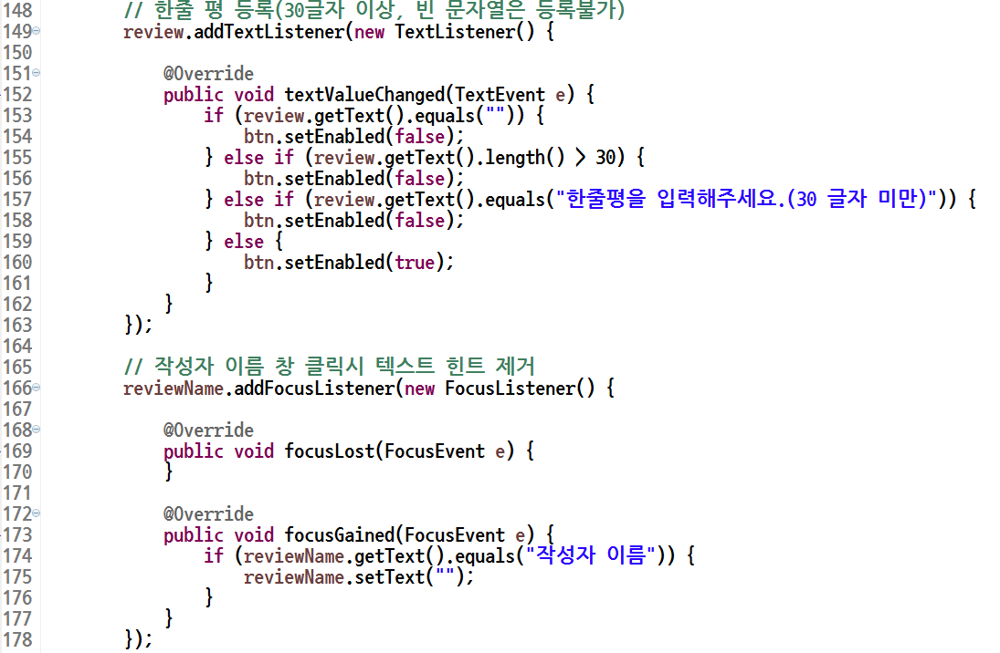 148 // 한줄 평 등록(30글자 이상, 빈 문자열은 등록불가)
149 review.addTextListener(new TextListener() {
150
151 @Override
152 public void textValueChanged(TextEvent e) {
153 if (review.getText().equals("")) {
154 btn.setEnabled(false);
155 } else if (review.getText().length() > 30) {
156 btn.setEnabled(false);
157 } else if (review.getText().equals("한줄평을 입력해주세요.(30 글자 미만)")) {
158 btn.setEnabled(false);
159 } else {
160 btn.setEnabled(true);
161 }
162 }
163 });
164
165 // 작성자 이름 창 클릭시 텍스트 힌트 제거
166 reviewName.addFocusListener(new FocusListener() {
167
168 @Override
169 public void focusLost(FocusEvent e) {
170 }
171
172 @Override
173 public void focusGained(FocusEvent e) {
174 if (reviewName.getText().equals("작성자 이름")) {
175 reviewName.setText("");
176 }
177 }
178 });